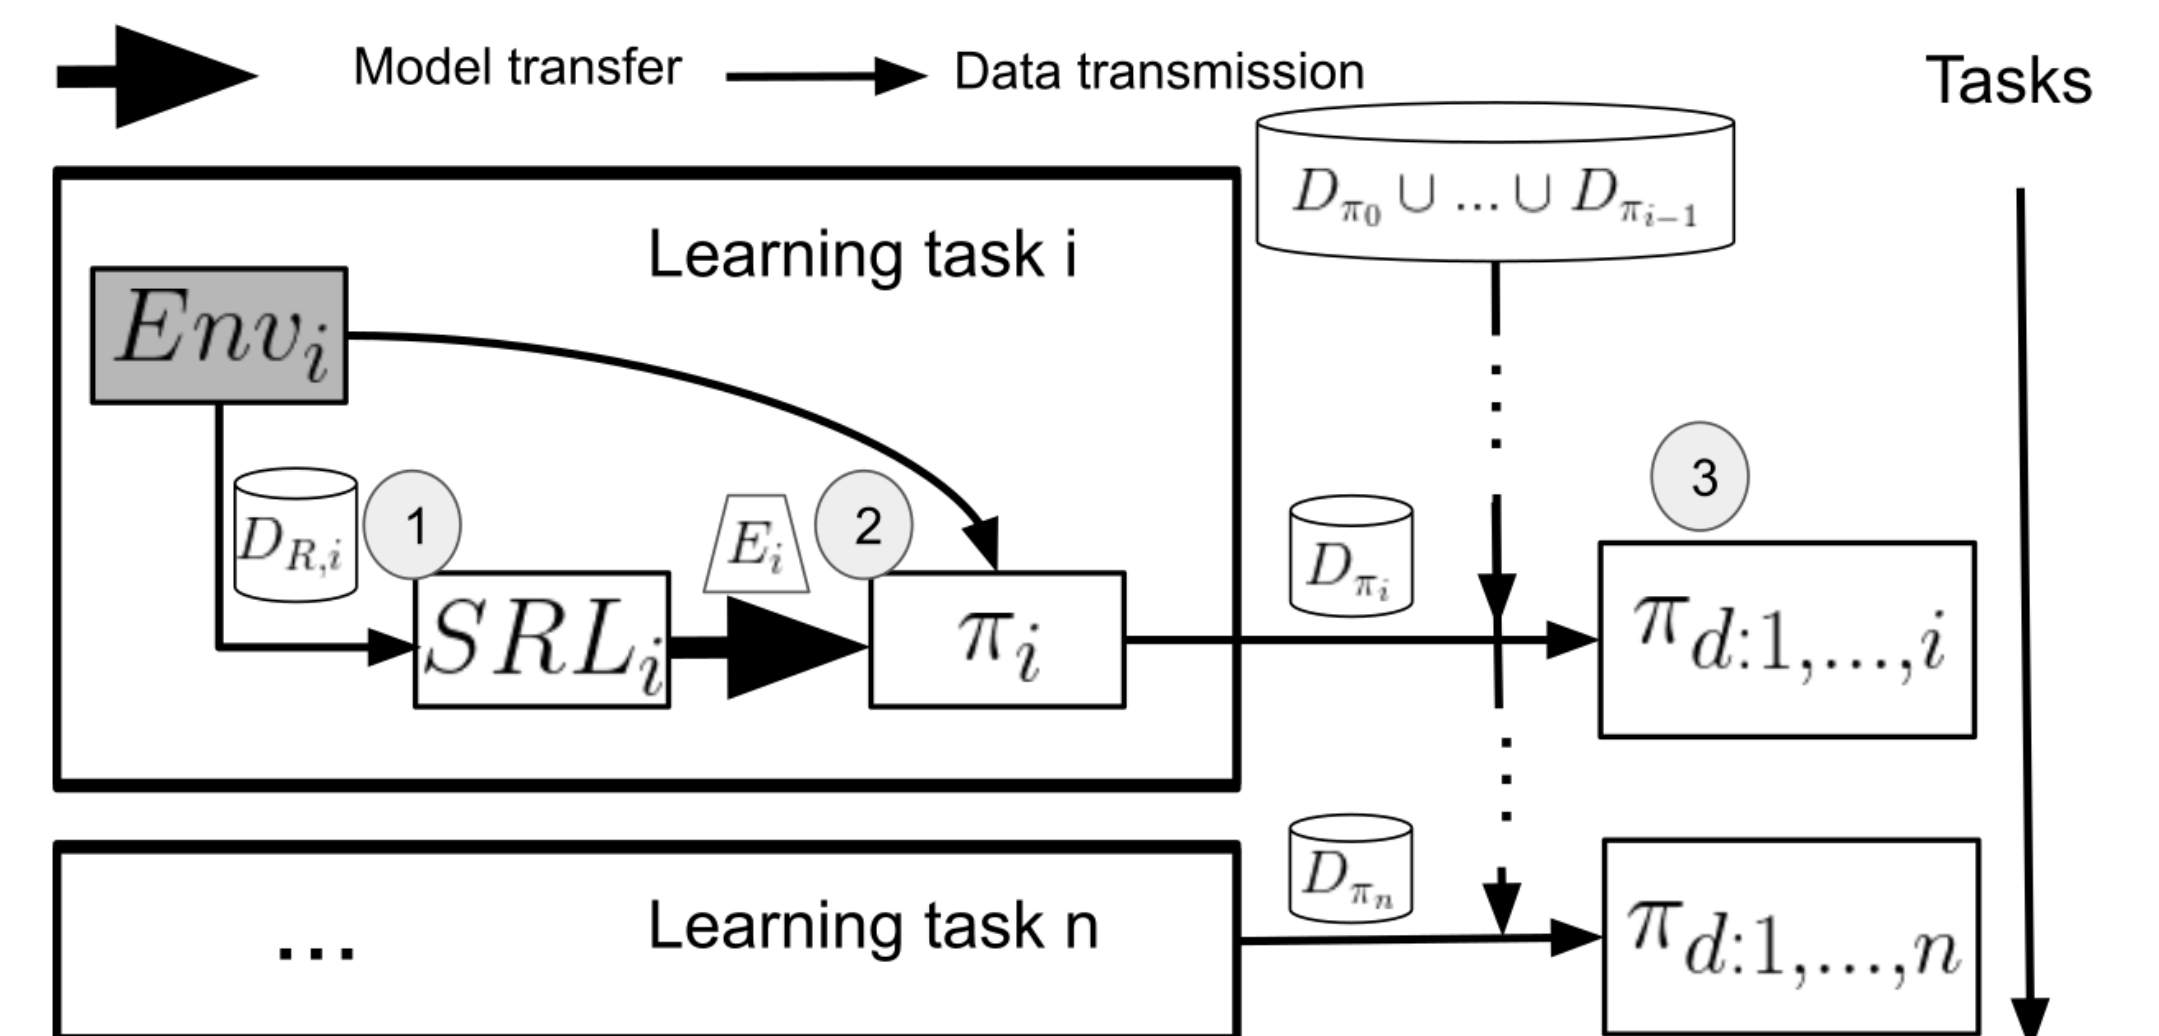 Model transfer
Data transmission
Tasks
D_{π_0} ∪ ... ∪ D_{π_{i-1}}
Learning task i
Env_i
3
D_{R,i}
1
E_i
2
D_{π_i}
SRL_i
π_i
π_{d:1,...,i}
D_{π_n}
...
Learning task n
π_{d:1,...,n}